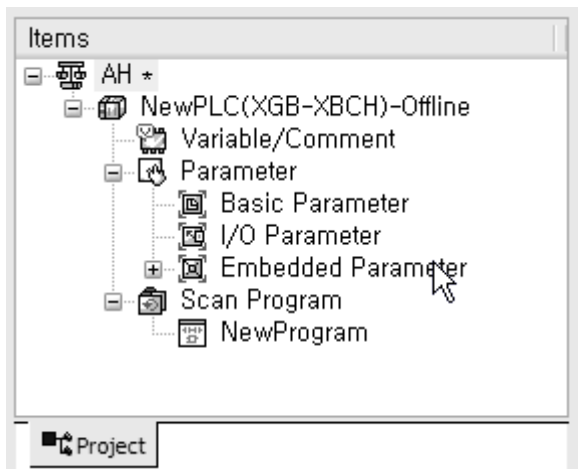 Items
AH *
NewPLC(XGB-XBCH)-Offline
Variable/Comment
Parameter
Basic Parameter
I/O Parameter
Embedded Parameter
Scan Program
NewProgram
Project